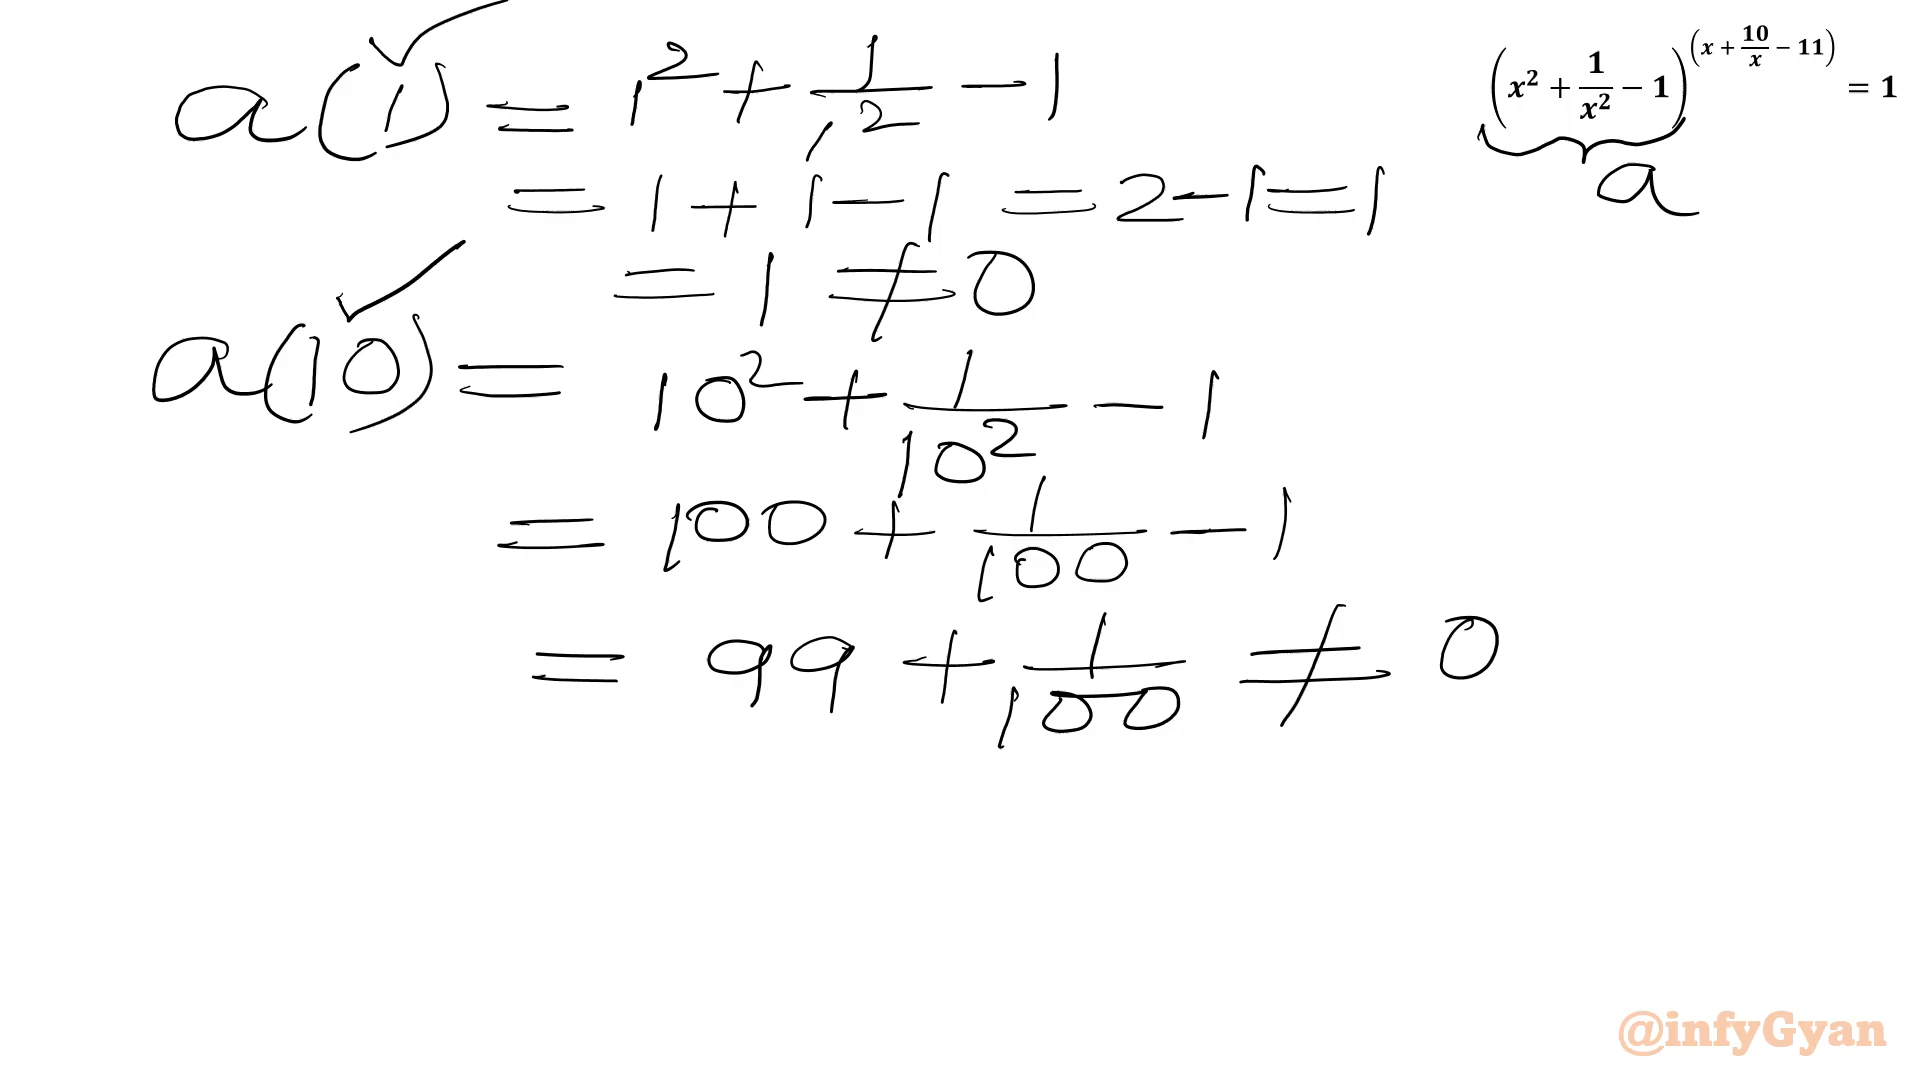 a(1) = 1² + 1/1² - 1
(x² + 1/x² - 1)^(x + 10/x - 11) = 1
a
= 1 + 1 - 1 = 2 - 1 = 1
= 1 ≠ 0
a(10) = 10² + 1/10² - 1
= 100 + 1/100 - 1
= 99 + 1/100 ≠ 0
@infyGyan